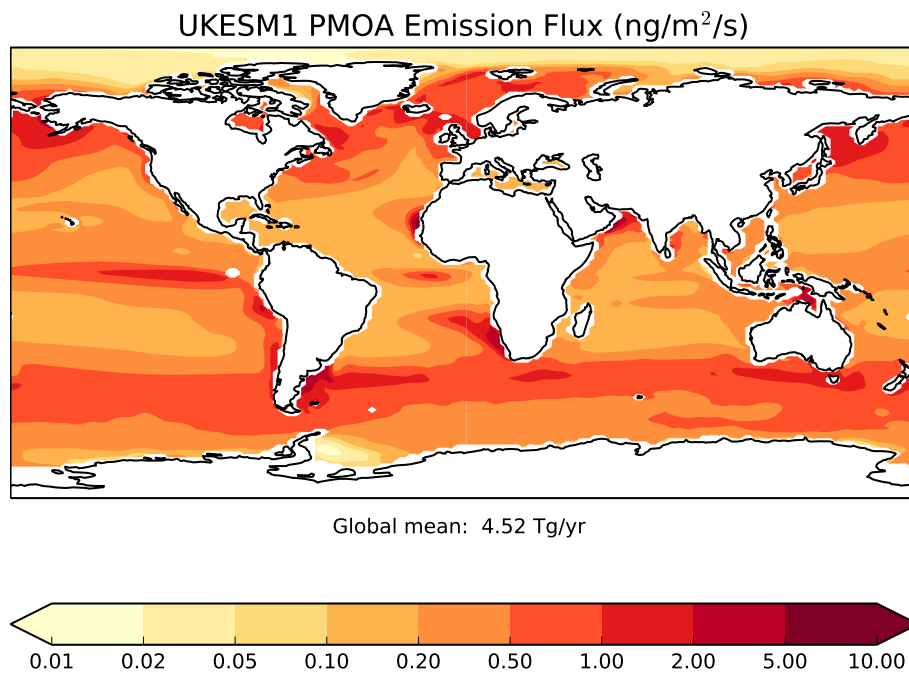 UKESM1 PMOA Emission Flux (ng/m²/s)
Global mean:  4.52 Tg/yr
0.01 0.02 0.05 0.10 0.20 0.50 1.00 2.00 5.00 10.00